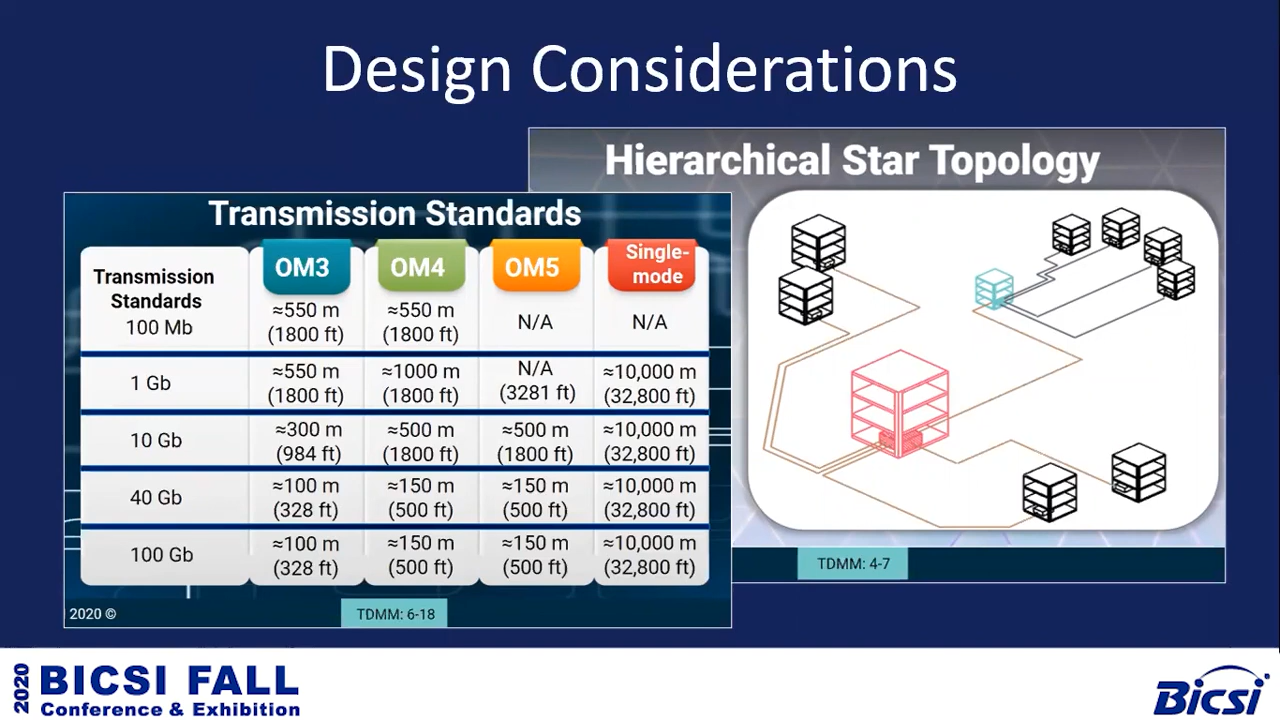 Design Considerations
Hierarchical Star Topology
Transmission Standards
Transmission
Standards
100 Mb
OM3
OM4
OM5
Single-
mode
≈550 m
(1800 ft)
≈550 m
(1800 ft)
N/A
N/A
1 Gb
≈550 m
(1800 ft)
≈1000 m
(1800 ft)
N/A
(3281 ft)
≈10,000 m
(32,800 ft)
10 Gb
≈300 m
(984 ft)
≈500 m
(1800 ft)
≈500 m
(1800 ft)
≈10,000 m
(32,800 ft)
40 Gb
≈100 m
(328 ft)
≈150 m
(500 ft)
≈150 m
(500 ft)
≈10,000 m
(32,800 ft)
100 Gb
≈100 m
(328 ft)
≈150 m
(500 ft)
≈150 m
(500 ft)
≈10,000 m
(32,800 ft)
2020 ©
TDMM: 6-18
TDMM: 4-7
2020
BICSI FALL
Conference & Exhibition
Bicsi